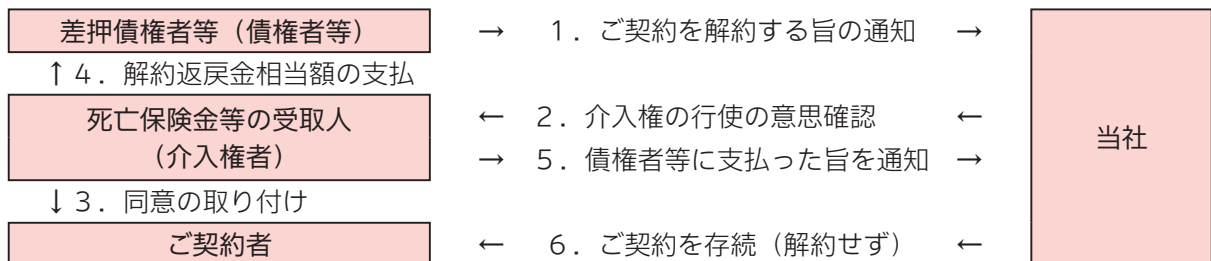 差押債権者等（債権者等） → 1．ご契約を解約する旨の通知 →
↑4．解約返戻金相当額の支払
死亡保険金等の受取人 ← 2．介入権の行使の意思確認 ←
（介入権者） → 5．債権者等に支払った旨を通知 →
当社
↓3．同意の取り付け
ご契約者 ← 6．ご契約を存続（解約せず） ←